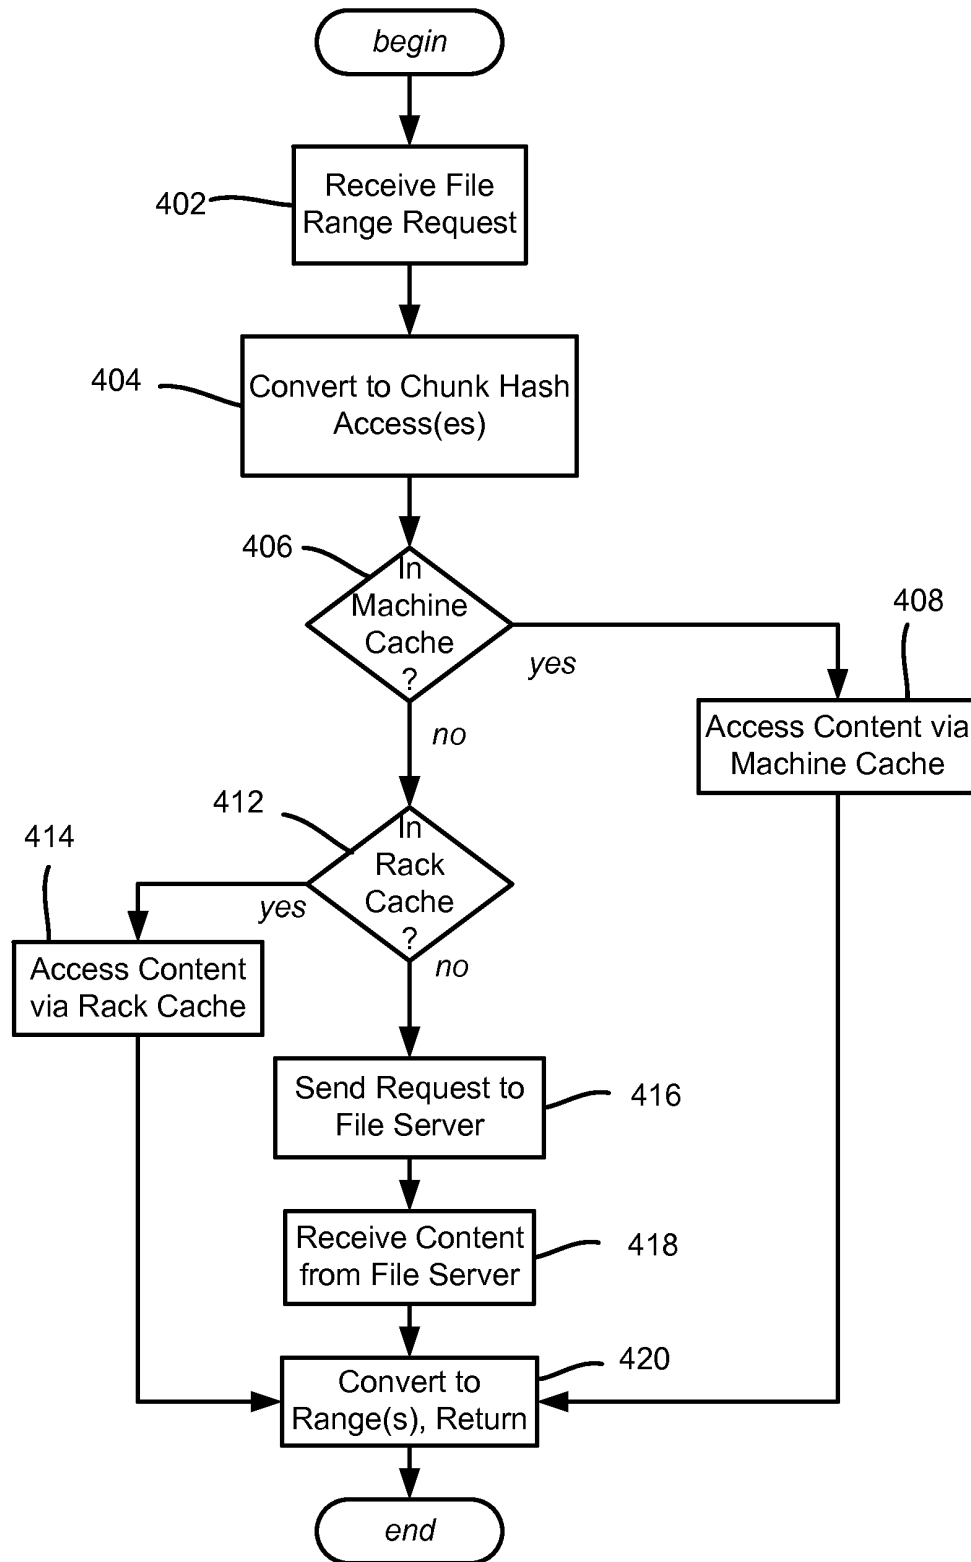 begin
402
Receive File
Range Request
404
Convert to Chunk Hash
Access(es)
406
In
Machine
Cache
?
yes
no
408
Access Content via
Machine Cache
412
In
Rack
Cache
?
yes
no
414
Access Content
via Rack Cache
Send Request to
File Server
416
Receive Content
from File Server
418
Convert to
Range(s), Return
420
end